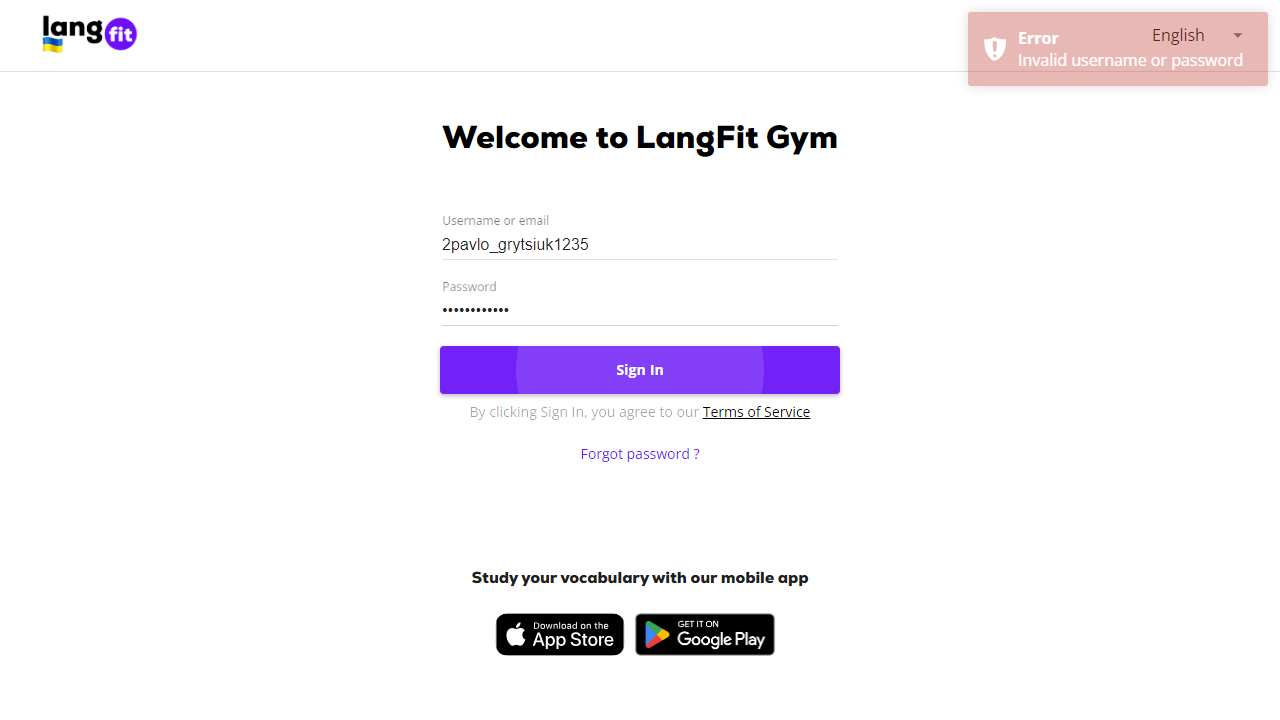 lang fit
English
Error
Invalid username or password
Welcome to LangFit Gym
Username or email
2pavlo_grytsiuk1235
Password
••••••••••••
Sign In
By clicking Sign In, you agree to our Terms of Service
Forgot password ?
Study your vocabulary with our mobile app
Download on the
App Store
GET IT ON
Google Play